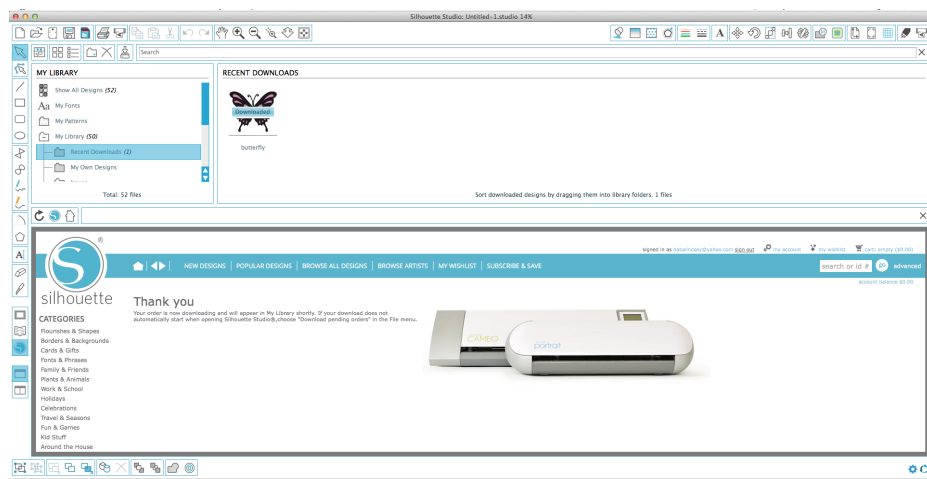 Silhouette Studio: Untitled-1.studio 14%
A
Search
MY LIBRARY
Show All Designs (52)
Aa My Fonts
My Patterns
My Library (50)
Recent Downloads (1)
My Own Designs
Total: 52 files
RECENT DOWNLOADS
Downloaded
butterfly
Sort downloaded designs by dragging them into library folders. 1 files
A
S
S ®
silhouette
sign out my account my wishlist cart: empty ($0.00)
NEW DESIGNS | POPULAR DESIGNS | BROWSE ALL DESIGNS | BROWSE ARTISTS | MY WISHLIST | SUBSCRIBE & SAVE
search or id # go advanced
account balance $0.00
Thank you
Your order is now downloading and will appear in My Library shortly. If your download does not
automatically start when opening Silhouette Studio®,choose "Download pending orders" in the File menu.
CAMEO
portrait
CATEGORIES
Flourishes & Shapes
Borders & Backgrounds
Cards & Gifts
Fonts & Phrases
Family & Friends
Plants & Animals
Work & School
Holidays
Celebrations
Travel & Seasons
Fun & Games
Kid Stuff
Around the House